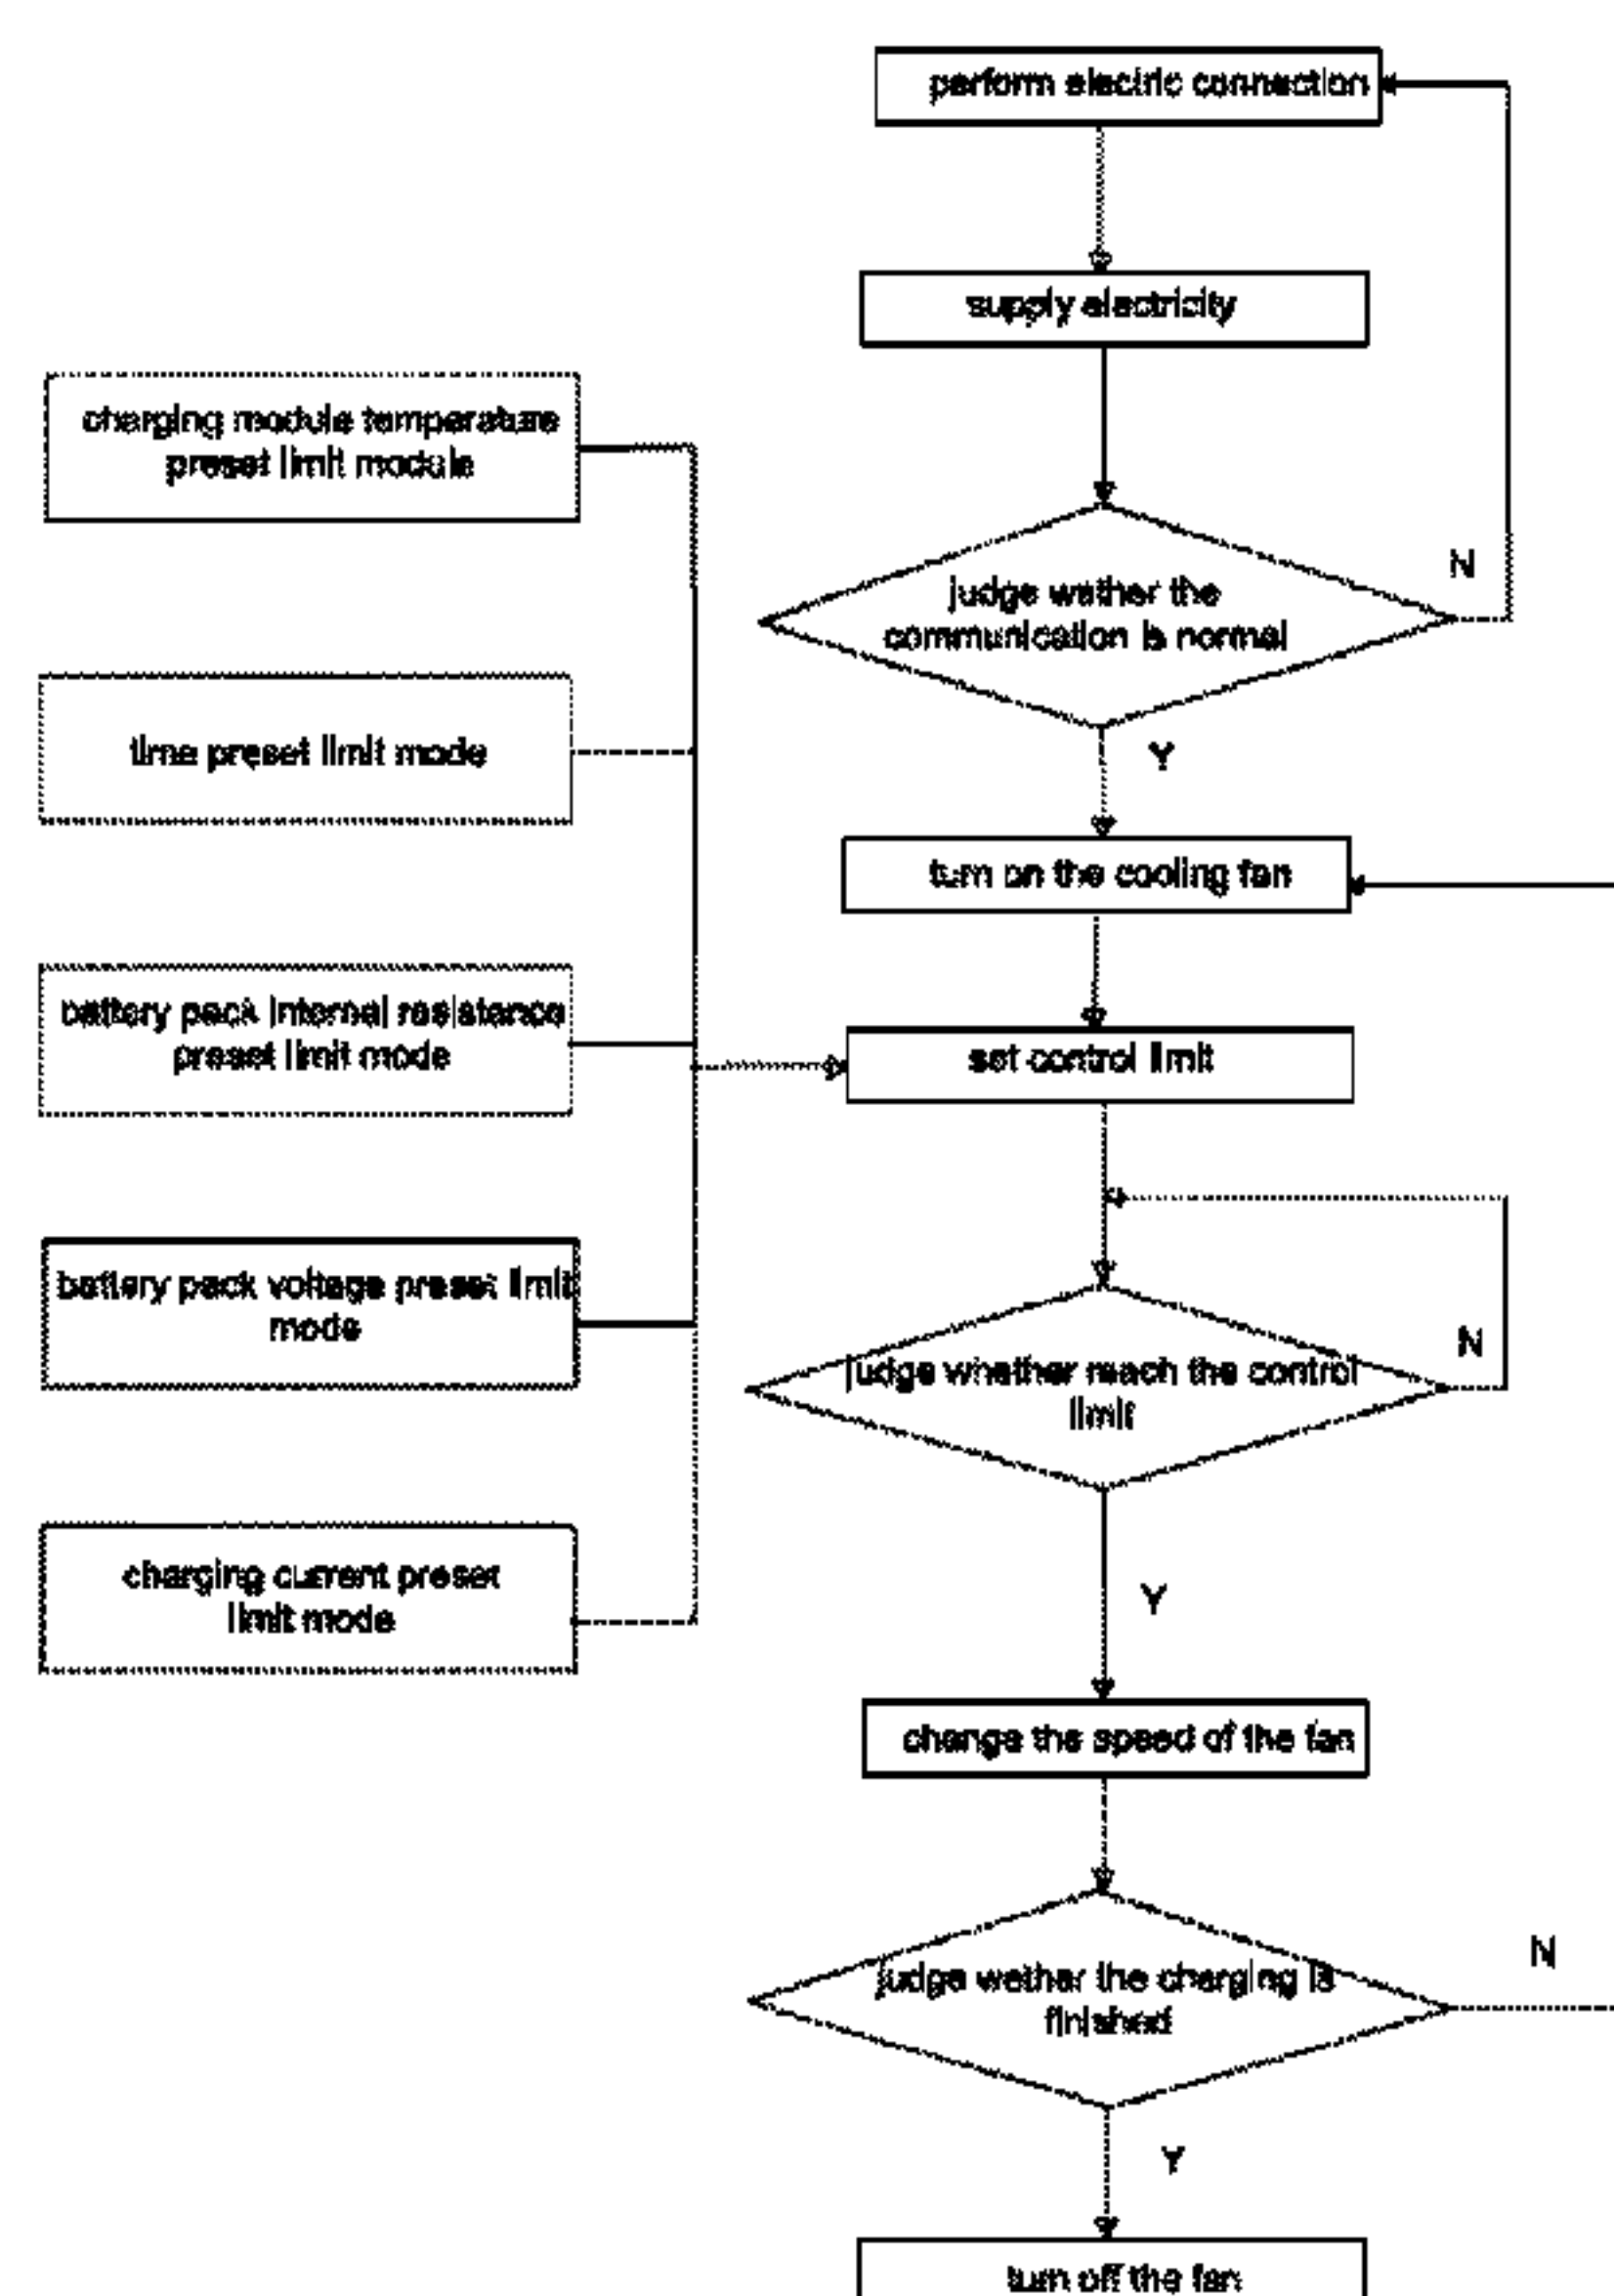 perform electric connection
supply electricity
charging module temperature
preset limit module
judge wether the
communication is normal
N
Y
time preset limit mode
turn on the cooling fan
battery pack internal resistance
preset limit mode
set control limit
battery pack voltage preset limit
mode
judge whether reach the control
limit
N
charging current preset
limit mode
Y
change the speed of the fan
judge wether the charging is
finished
N
Y
turn off the fan